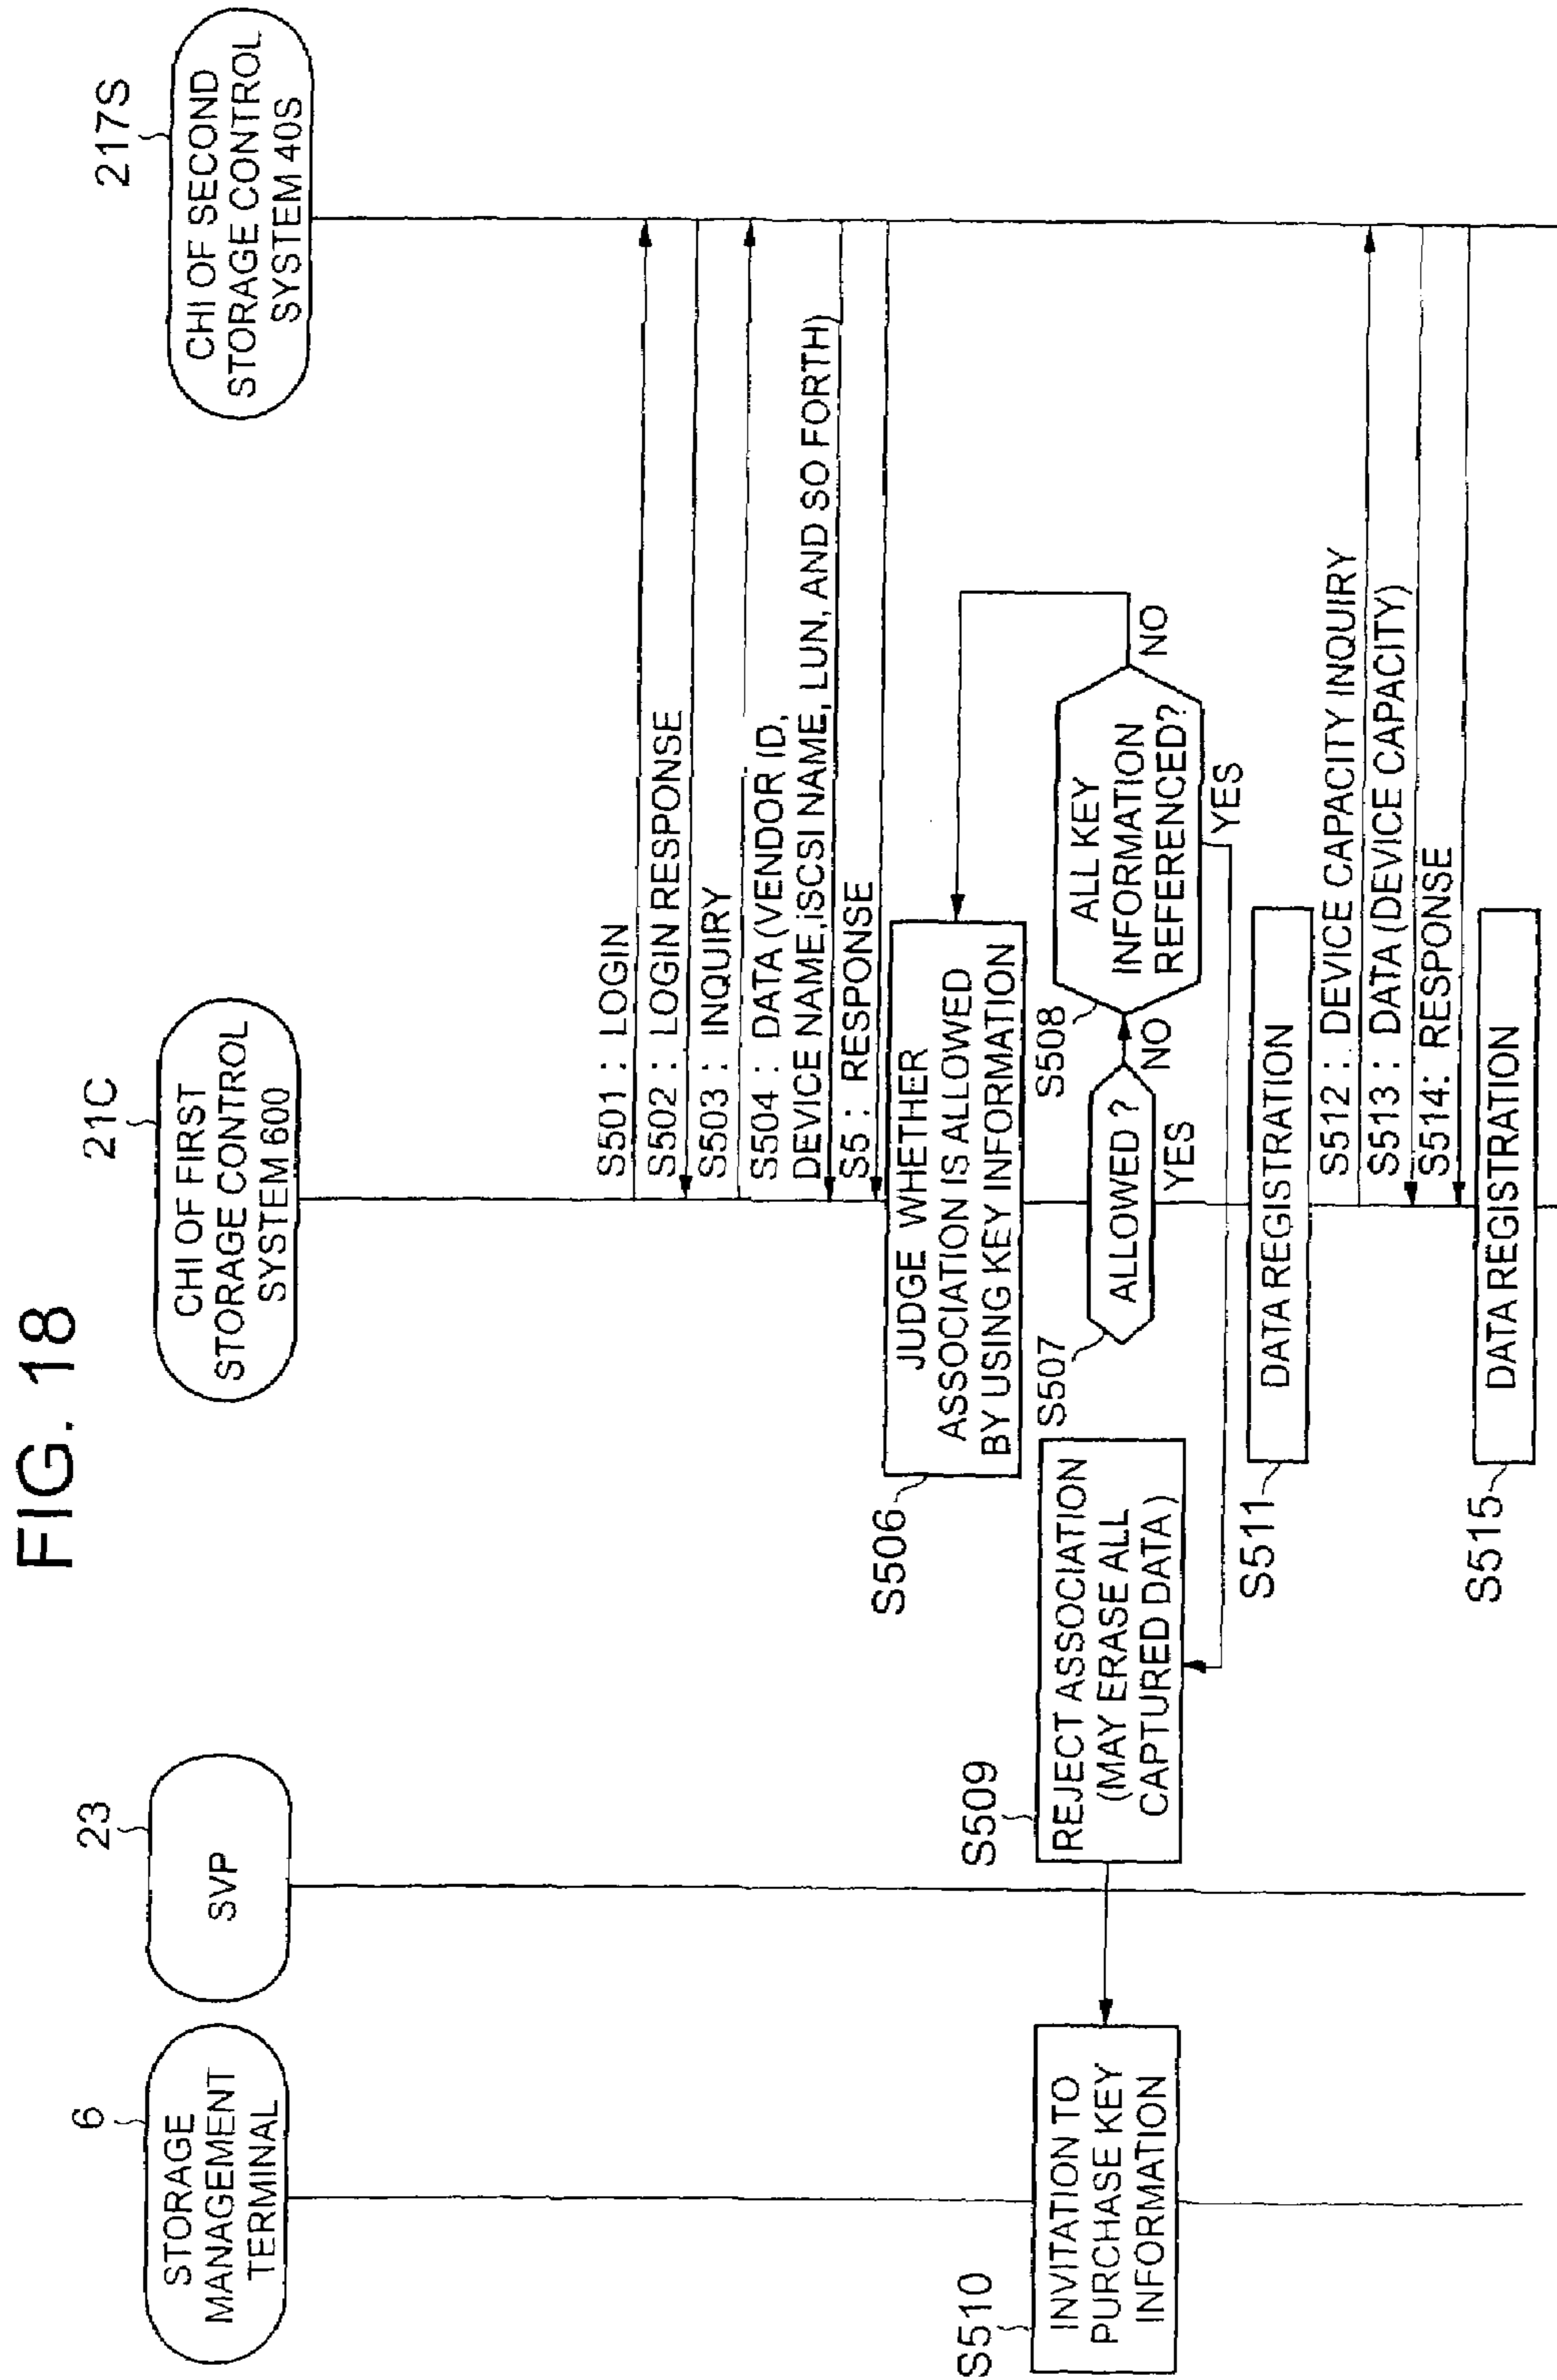 FIG. 18
6
STORAGE
MANAGEMENT
TERMINAL
23
SVP
21C
CHI OF FIRST
STORAGE CONTROL
SYSTEM 600
217S
CHI OF SECOND
STORAGE CONTROL
SYSTEM 40S
S501 : LOGIN
S502 : LOGIN RESPONSE
S503 : INQUIRY
S504 : DATA (VENDOR ID,
DEVICE NAME, iSCSI NAME, LUN, AND SO FORTH)
S5 : RESPONSE
S506
JUDGE WHETHER
ASSOCIATION IS ALLOWED
BY USING KEY INFORMATION
S507
ALLOWED ?
NO
YES
S508
ALL KEY
INFORMATION
REFERENCED?
NO
YES
S509
REJECT ASSOCIATION
(MAY ERASE ALL
CAPTURED DATA)
S510
INVITATION TO
PURCHASE KEY
INFORMATION
S511
DATA REGISTRATION
S512 : DEVICE CAPACITY INQUIRY
S513 : DATA (DEVICE CAPACITY)
S514: RESPONSE
S515
DATA REGISTRATION